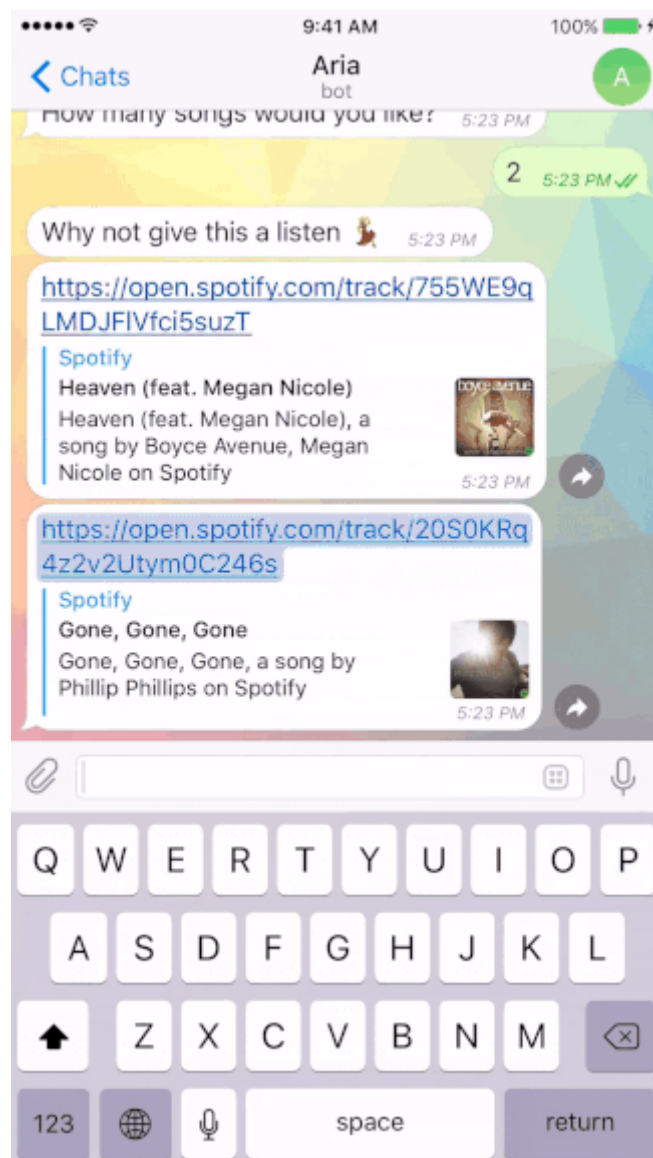 9:41 AM
100%
Chats
Aria
bot
A
How many songs would you like?
5:23 PM
2
5:23 PM
Why not give this a listen
5:23 PM
https://open.spotify.com/track/755WE9q
LMDJFlVfci5suzT
Spotify
Heaven (feat. Megan Nicole)
Heaven (feat. Megan Nicole), a
song by Boyce Avenue, Megan
Nicole on Spotify
boyce avenue
5:23 PM
https://open.spotify.com/track/20S0KRq
4z2v2Utym0C246s
Spotify
Gone, Gone, Gone
Gone, Gone, Gone, a song by
Phillip Phillips on Spotify
5:23 PM
Q W E R T Y U I O P
A S D F G H J K L
Z X C V B N M
123 space return